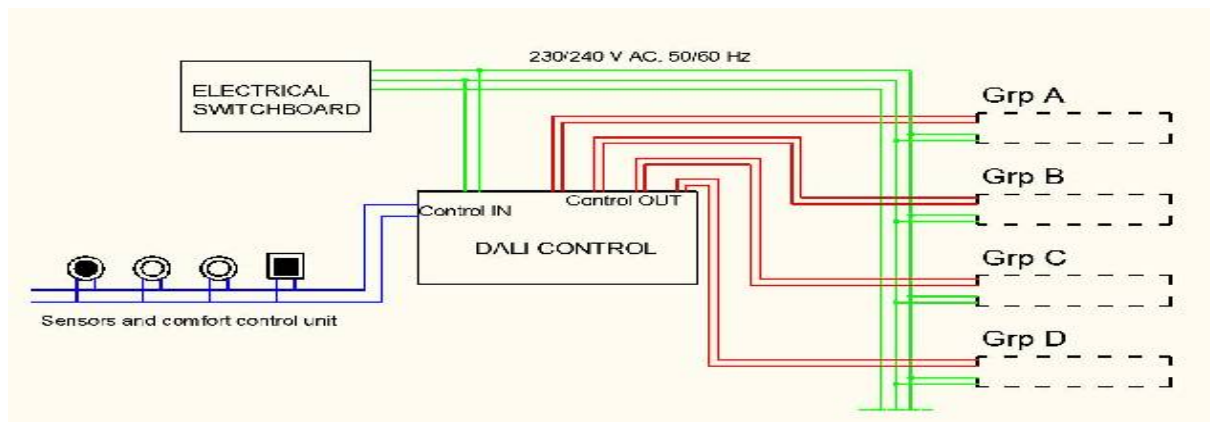 230/240 V AC, 50/60 Hz
ELECTRICAL
SWITCHBOARD
Grp A
Grp B
Control IN
Control OUT
DALI CONTROL
Grp C
Sensors and comfort control unit
Grp D